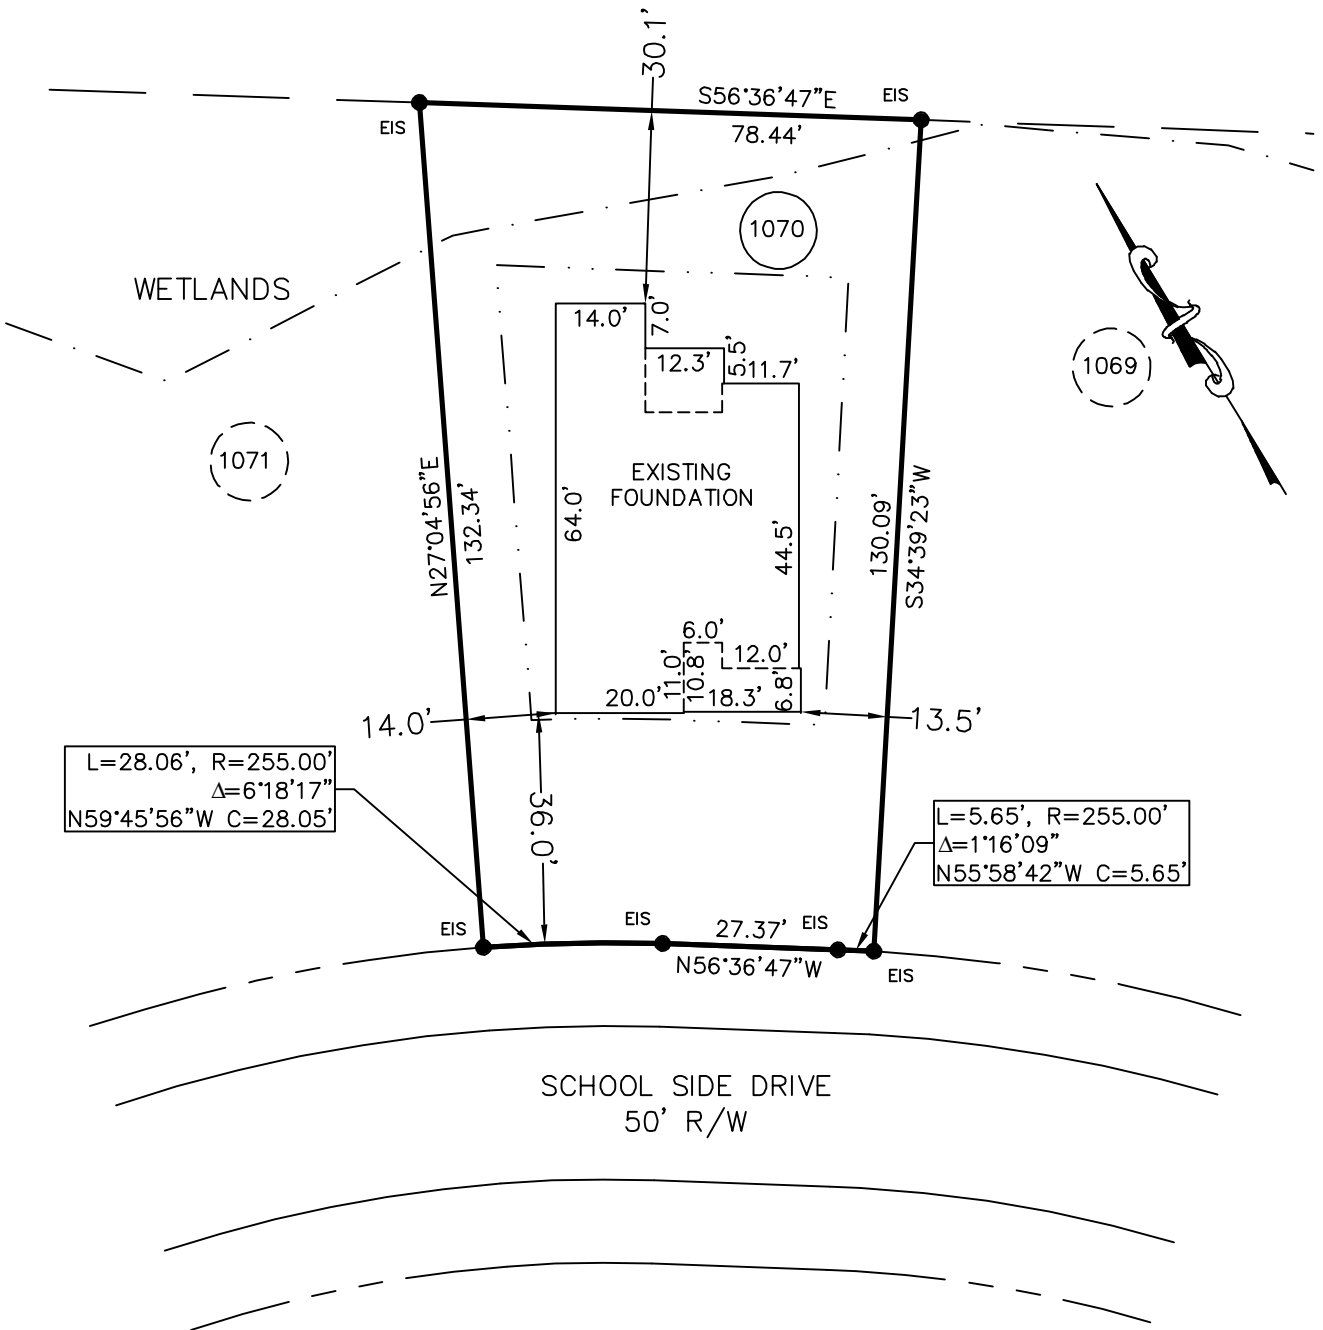 30.1'
S56°36'47"E
EIS
EIS
78.44'
1070
WETLANDS
14.0'
7.0'
12.3'
5.5'
11.7'
1069
1071
EXISTING
FOUNDATION
N27°04'56"E
132.34'
64.0'
44.5'
130.09'
S34°39'23"W
6.0'
11.0'
10.8'
12.0'
20.0'
18.3'
6.8'
14.0'
13.5'
L=28.06', R=255.00'
Δ=6°18'17"
N59°45'56"W C=28.05'
36.0'
L=5.65', R=255.00'
Δ=1°16'09"
N55°58'42"W C=5.65'
EIS
EIS
27.37'
EIS
N56°36'47"W
EIS
SCHOOL SIDE DRIVE
50' R/W